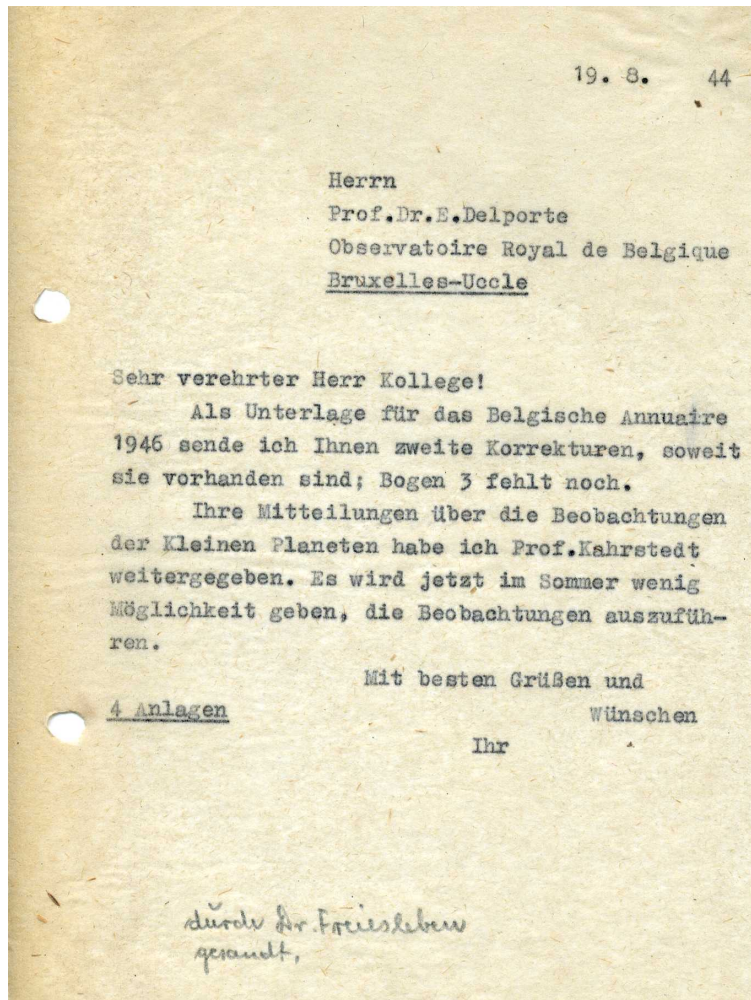 19. 8. 44
Herrn
Prof.Dr.E.Delporte
Observatoire Royal de Belgique
Bruxelles-Uccle
Sehr verehrter Herr Kollege!
Als Unterlage für das Belgische Annuaire
1946 sende ich Ihnen zweite Korrekturen, soweit
sie vorhanden sind; Bogen 3 fehlt noch.
Ihre Mitteilungen über die Beobachtungen
der Kleinen Planeten habe ich Prof.Kahrstedt
weitergegeben. Es wird jetzt im Sommer wenig
Möglichkeit geben, die Beobachtungen auszufüh-
ren.
Mit besten Grüßen und
4 Anlagen Wünschen
Ihr
durch Dr. Freiesleben
gesandt.